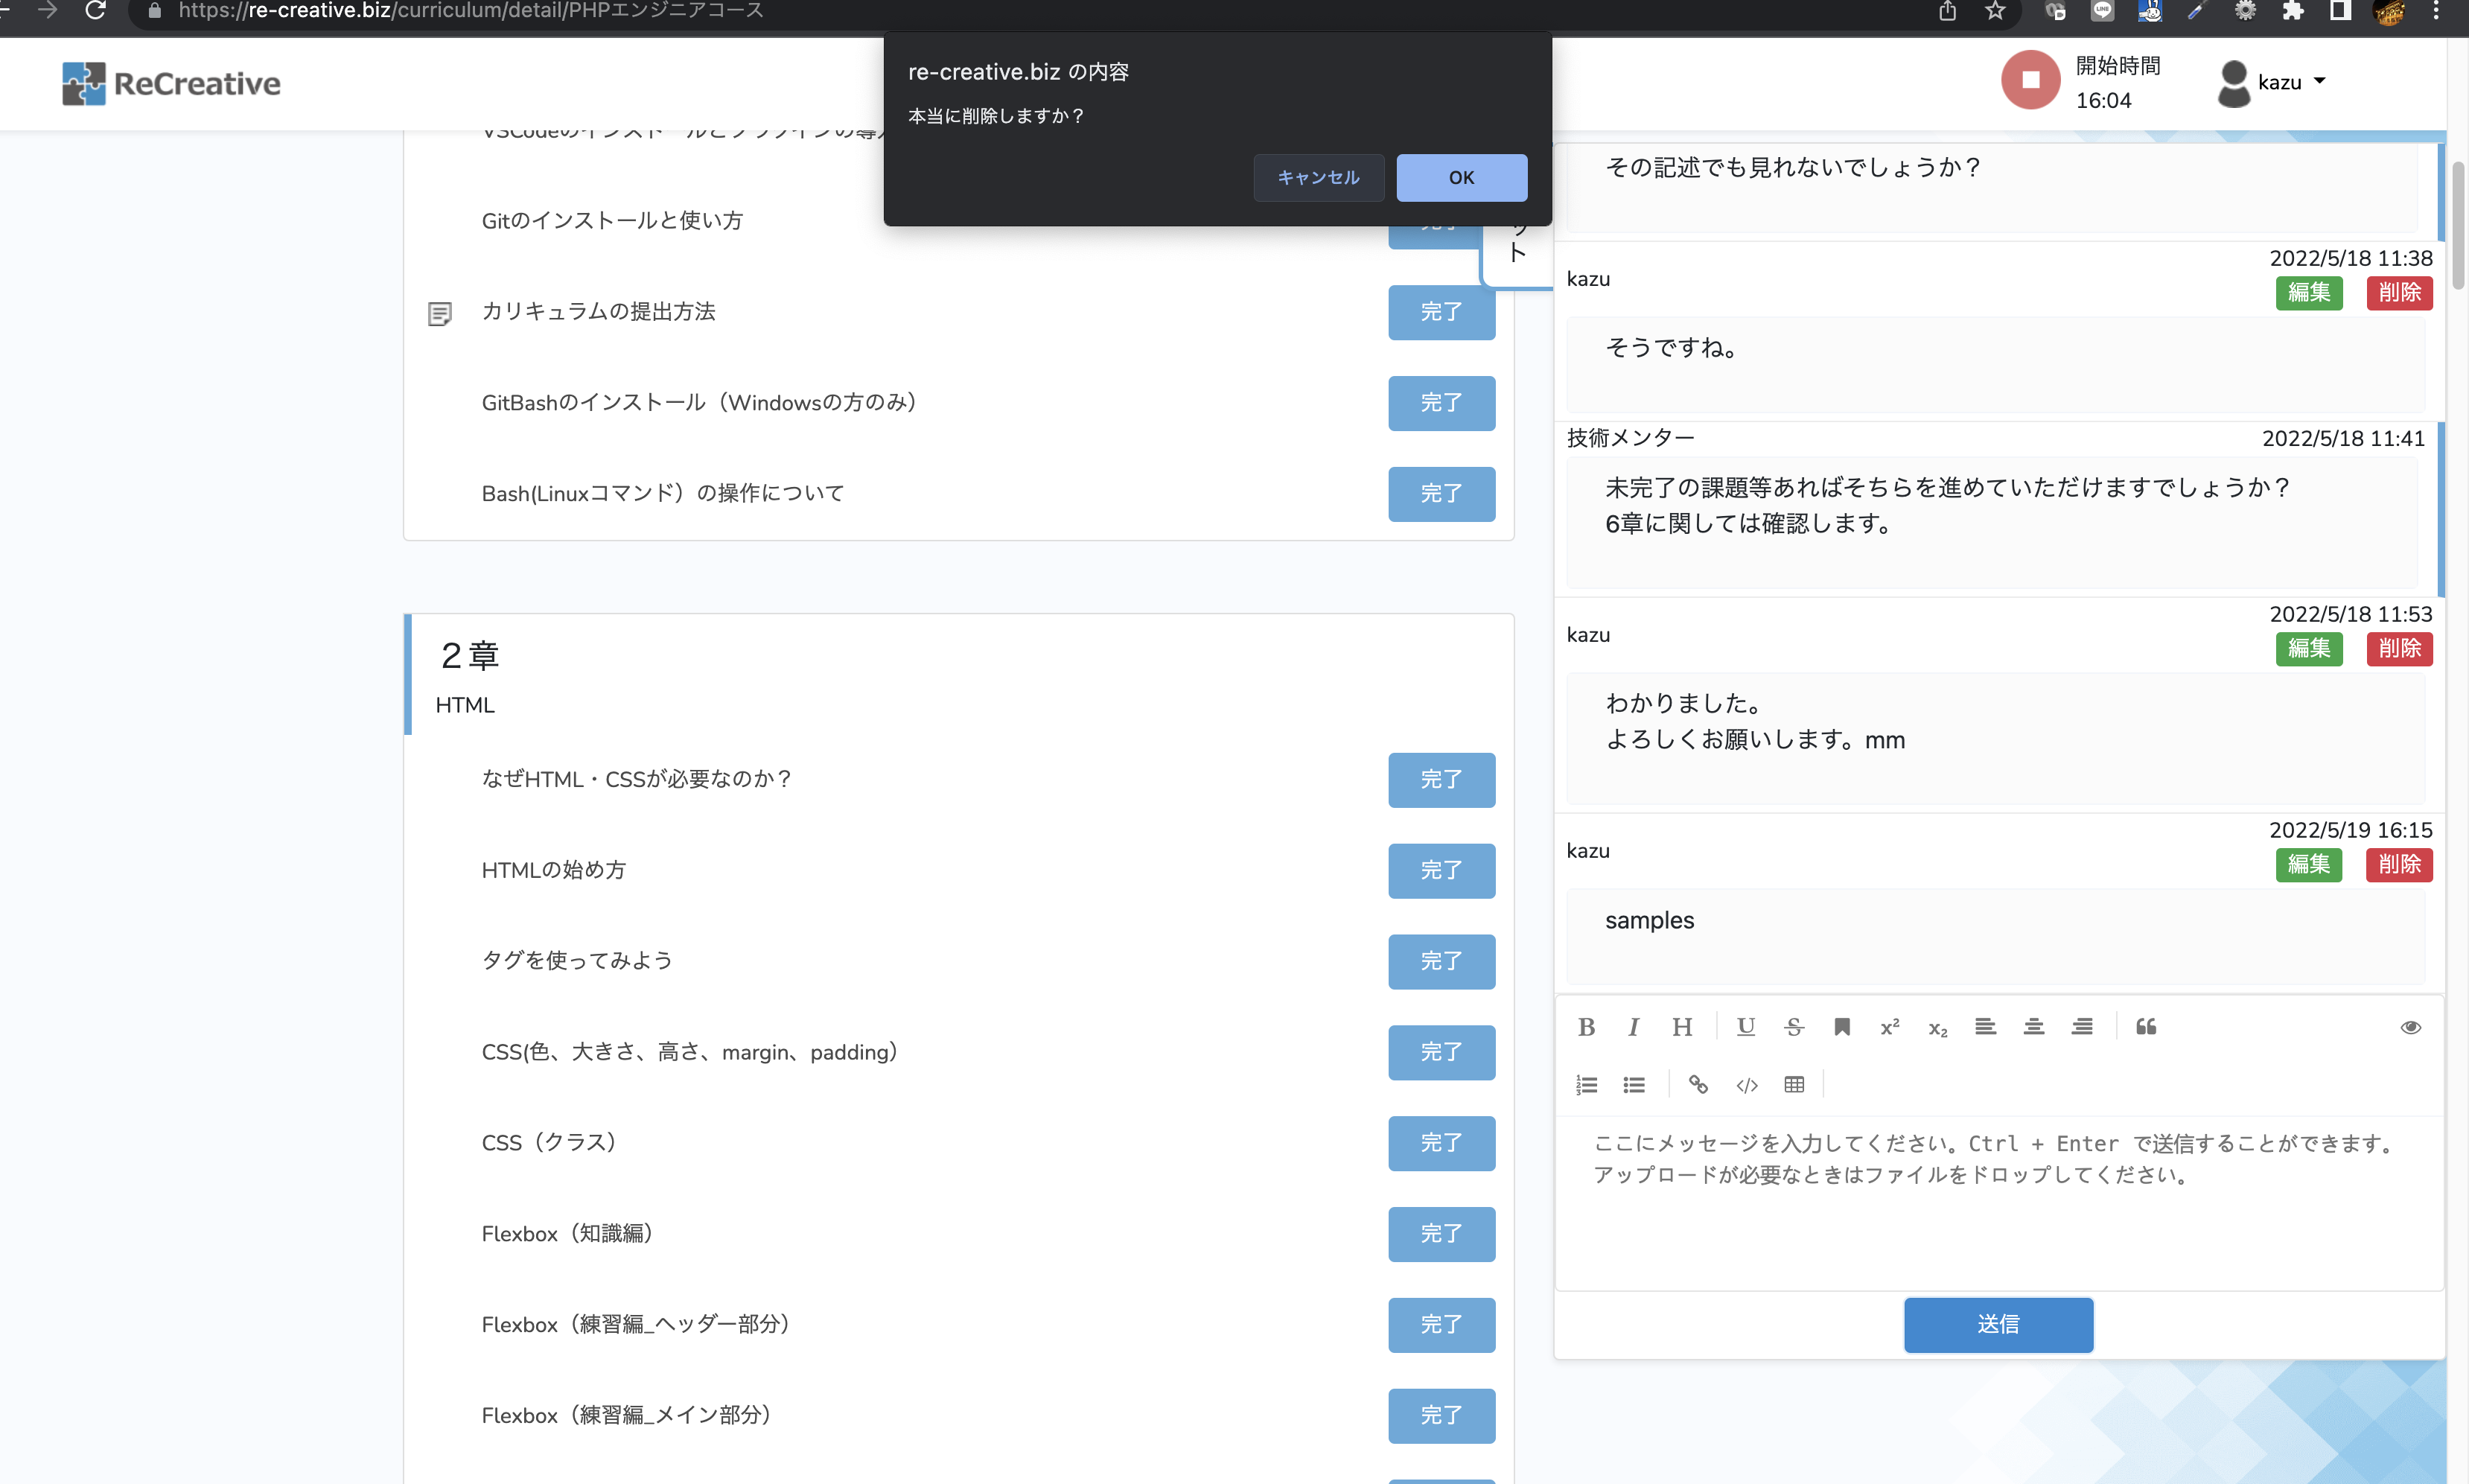 https://re-creative.biz/curriculum/detail/PHPエンジニアコース
ReCreative
re-creative.biz の内容
本当に削除しますか？
キャンセル
OK
開始時間
16:04
kazu
Gitのインストールと使い方
カリキュラムの提出方法
完了
GitBashのインストール（Windowsの方のみ）
完了
Bash(Linuxコマンド）の操作について
完了
２章
HTML
なぜHTML・CSSが必要なのか？
完了
HTMLの始め方
完了
タグを使ってみよう
完了
CSS(色、大きさ、高さ、margin、padding)
完了
CSS（クラス）
完了
Flexbox（知識編）
完了
Flexbox（練習編_ヘッダー部分）
完了
Flexbox（練習編_メイン部分）
完了
ット
その記述でも見れないでしょうか？
2022/5/18 11:38
kazu
編集
削除
そうですね。
技術メンター
2022/5/18 11:41
未完了の課題等あればそちらを進めていただけますでしょうか？
6章に関しては確認します。
2022/5/18 11:53
kazu
編集
削除
わかりました。
よろしくお願いします。mm
2022/5/19 16:15
kazu
編集
削除
samples
ここにメッセージを入力してください。Ctrl + Enter で送信することができます。
アップロードが必要なときはファイルをドロップしてください。
送信